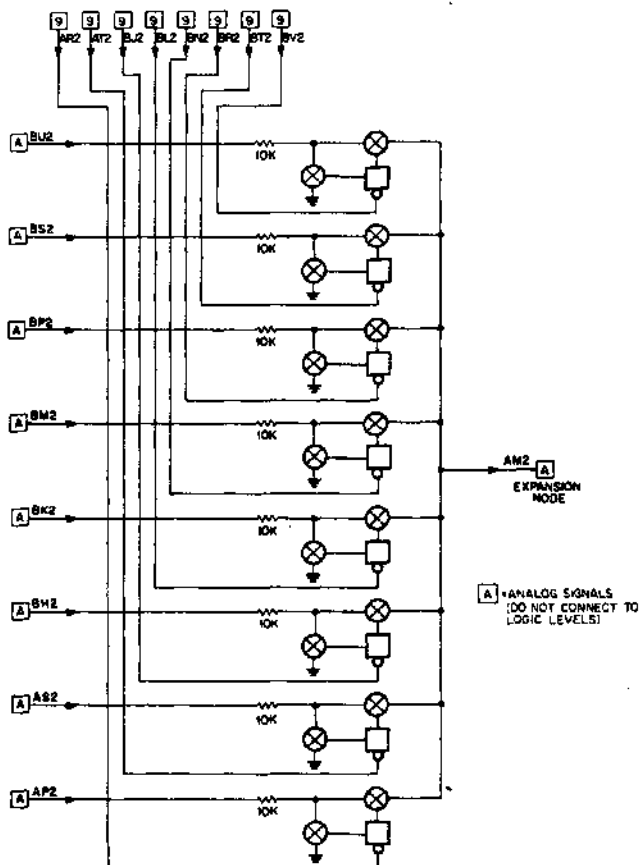 9 9 9 9 9 9 9 9
AR2 AT2 BJ2 BL2 BN2 BR2 BT2 BV2
A BU2
10K
A BS2
10K
A BP2
10K
A BM2
10K
AM2 A
EXPANSION
NODE
A BK2
10K
A = ANALOG SIGNALS
(DO NOT CONNECT TO
LOGIC LEVELS)
A BH2
10K
A AS2
10K
A AP2
10K